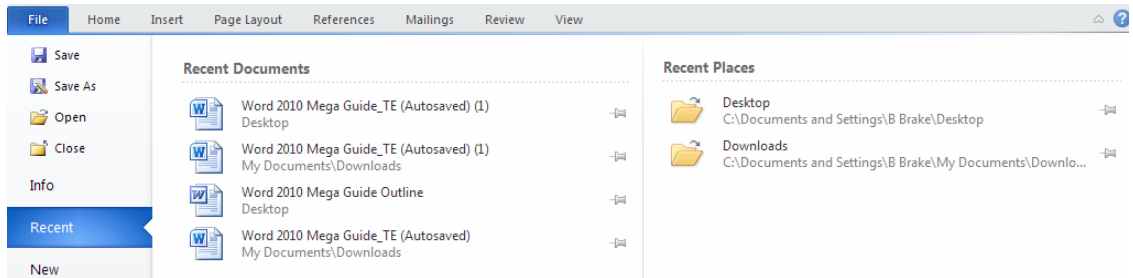 File Home Insert Page Layout References Mailings Review View
Save
Save As
Open
Close
Info
Recent
New
Recent Documents
Word 2010 Mega Guide_TE (Autosaved) (1)
Desktop
Word 2010 Mega Guide_TE (Autosaved) (1)
My Documents\Downloads
Word 2010 Mega Guide Outline
Desktop
Word 2010 Mega Guide_TE (Autosaved)
My Documents\Downloads
Recent Places
Desktop
C:\Documents and Settings\B Brake\Desktop
Downloads
C:\Documents and Settings\B Brake\My Documents\Downlo...